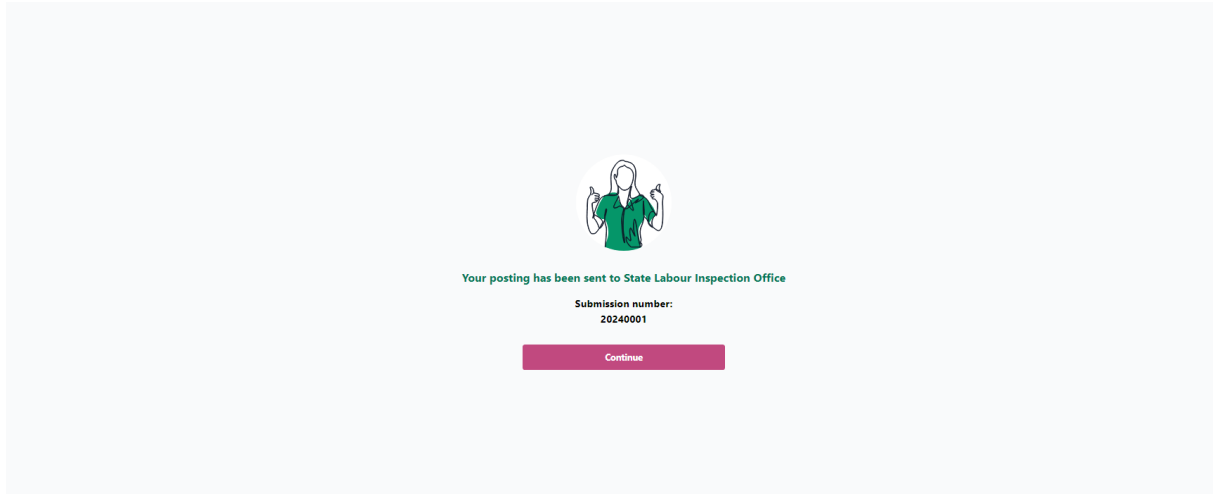 Your posting has been sent to State Labour Inspection Office
Submission number:
20240001
Continue